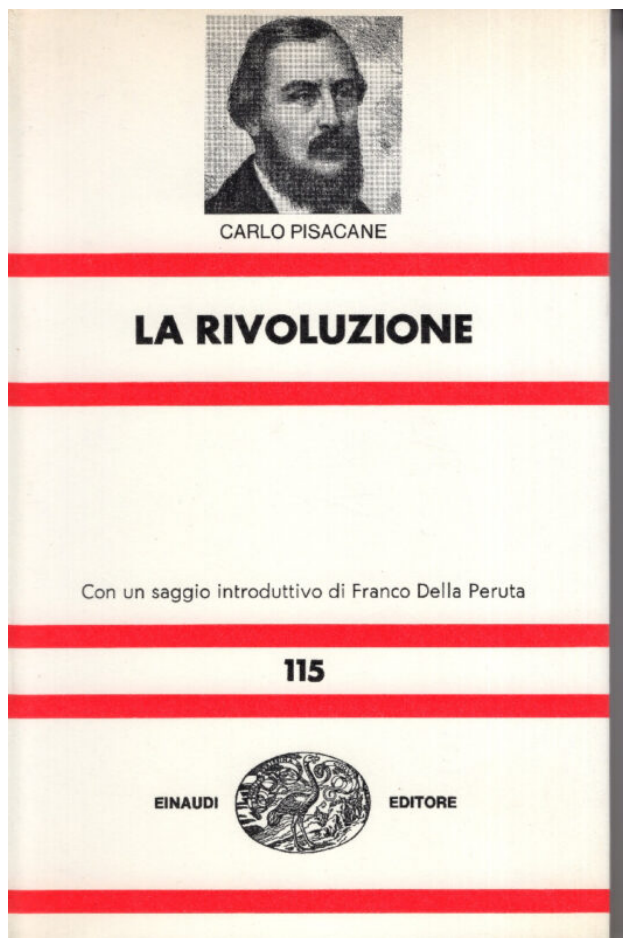 CARLO PISACANE
LA RIVOLUZIONE
Con un saggio introduttivo di Franco Della Peruta
115
EINAUDI EDITORE